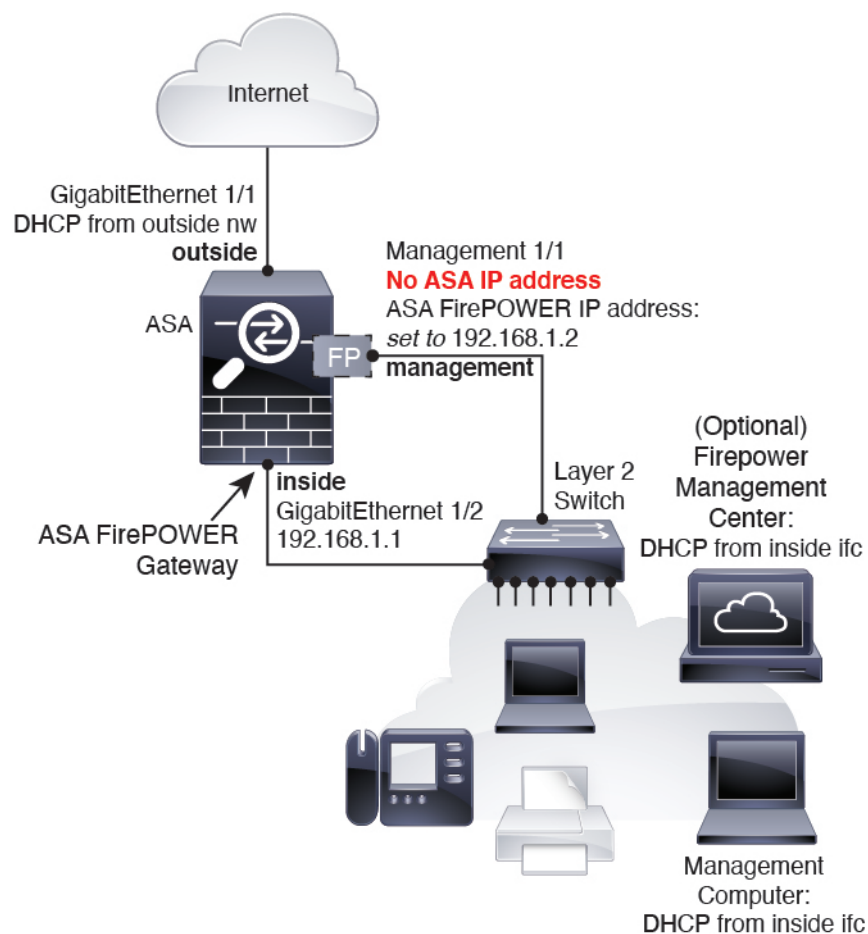 Internet
GigabitEthernet 1/1
DHCP from outside nw
outside
Management 1/1
No ASA IP address
ASA FirePOWER IP address:
set to 192.168.1.2
management
ASA
FP
inside
GigabitEthernet 1/2
192.168.1.1
ASA FirePOWER
Gateway
Layer 2
Switch
(Optional)
Firepower
Management
Center:
DHCP from inside ifc
Management
Computer:
DHCP from inside ifc